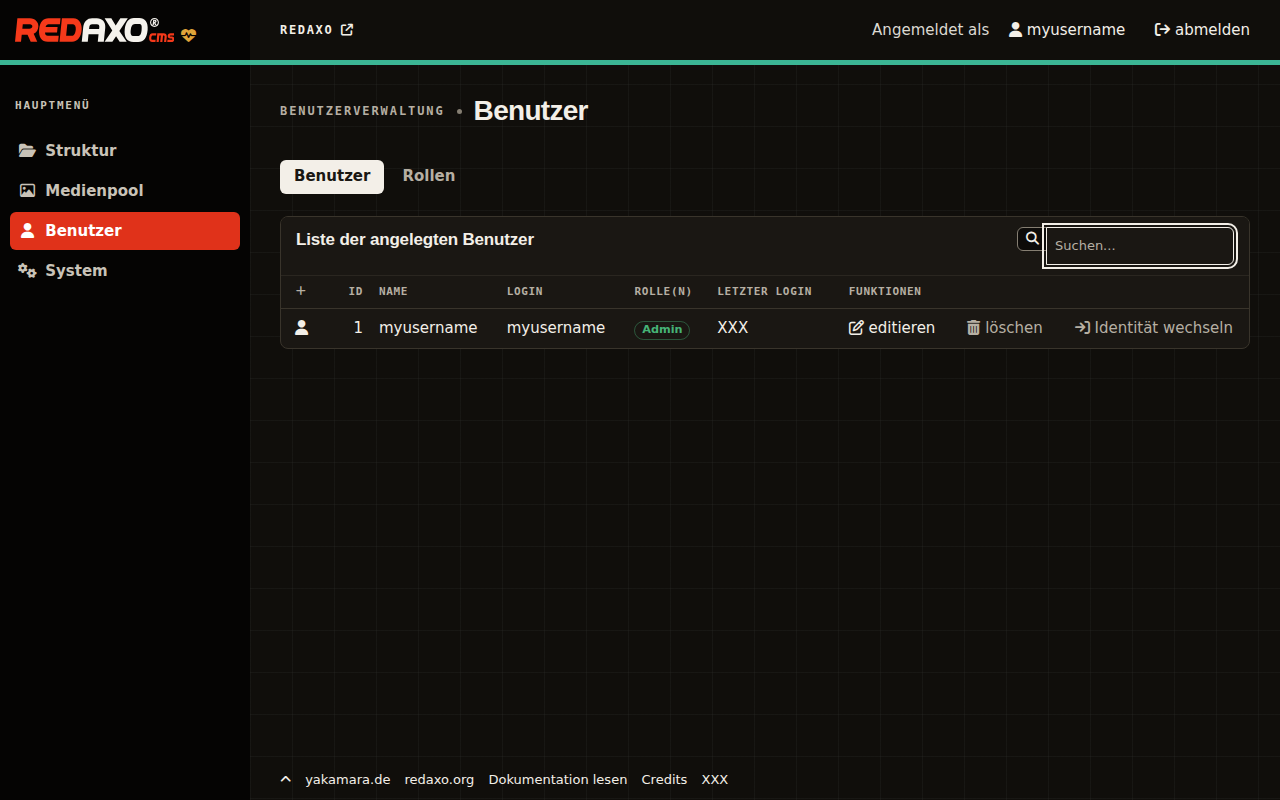 REDAXO® cms
REDAXO
Angemeldet als myusername abmelden
HAUPTMENÜ
Struktur
Medienpool
Benutzer
System
BENUTZERVERWALTUNG • Benutzer
Benutzer Rollen
Liste der angelegten Benutzer
Suchen...
+ ID NAME LOGIN ROLLE(N) LETZTER LOGIN FUNKTIONEN
1 myusername myusername Admin XXX editieren löschen Identität wechseln
yakamara.de redaxo.org Dokumentation lesen Credits XXX